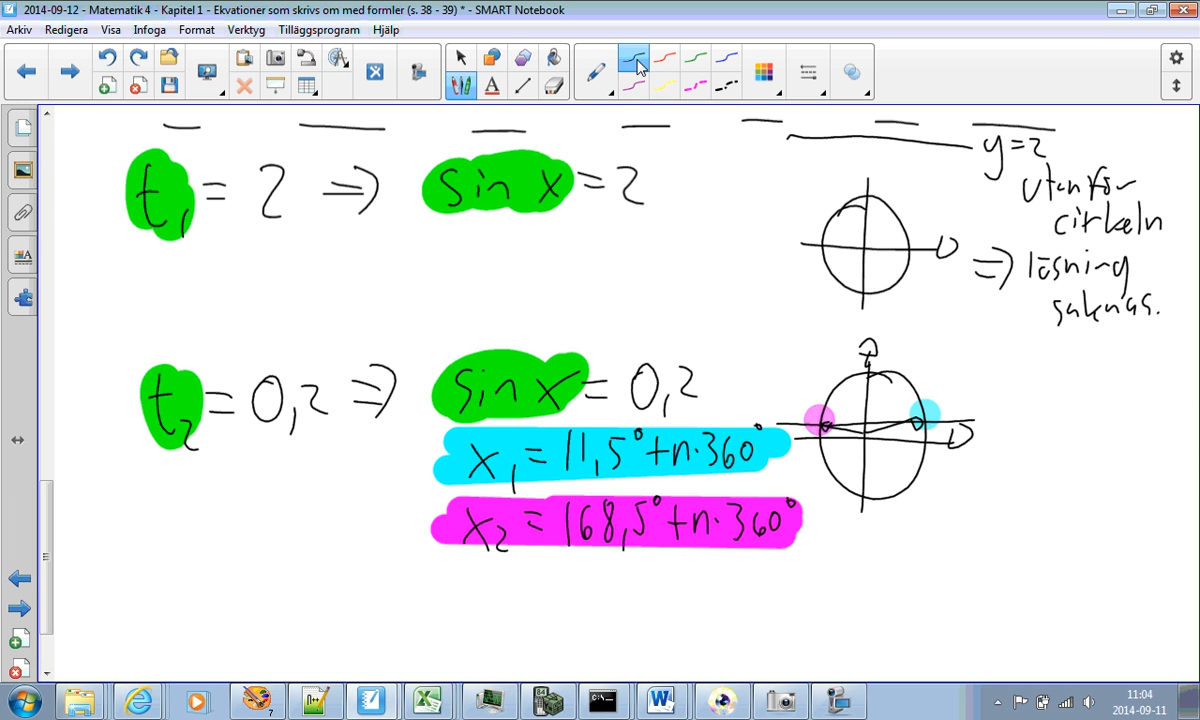 2014-09-12 - Matematik 4 - Kapitel 1 - Ekvationer som skrivs om med formler (s. 38 - 39) * - SMART Notebook
Arkiv Redigera Visa Infoga Format Verktyg Tilläggsprogram Hjälp
y=2
t₁ = 2 ⇒ sin x = 2
utanför
cirkeln
⇒ lösning
saknas.
t₂ = 0,2 ⇒ sin x = 0,2
x₁ = 11,5° + n·360°
x₂ = 168,5° + n·360°
11:04
2014-09-11